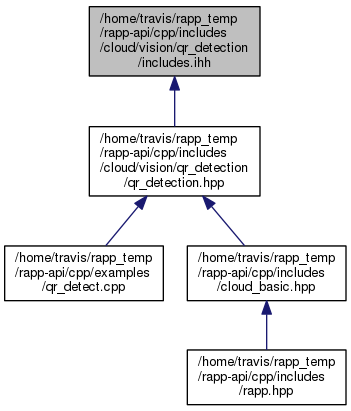 /home/travis/rapp_temp
/rapp-api/cpp/includes
/cloud/vision/qr_detection
/includes.ihh
/home/travis/rapp_temp
/rapp-api/cpp/includes
/cloud/vision/qr_detection
/qr_detection.hpp
/home/travis/rapp_temp
/rapp-api/cpp/examples
/qr_detect.cpp
/home/travis/rapp_temp
/rapp-api/cpp/includes
/cloud_basic.hpp
/home/travis/rapp_temp
/rapp-api/cpp/includes
/rapp.hpp